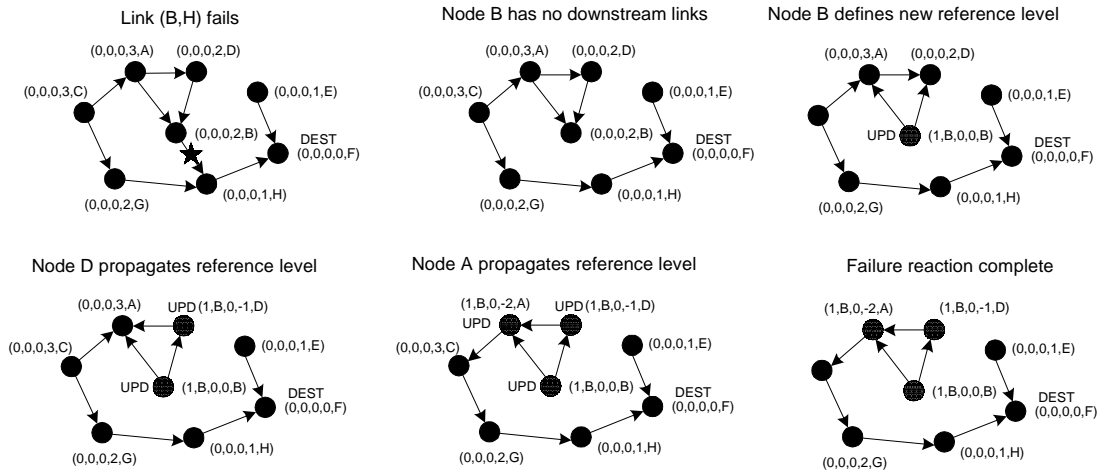 Link (B,H) fails
(0,0,0,3,A) (0,0,0,2,D)
(0,0,0,3,C)
(0,0,0,1,E)
(0,0,0,2,B)
DEST
(0,0,0,0,F)
(0,0,0,2,G)
(0,0,0,1,H)
Node B has no downstream links
(0,0,0,3,A) (0,0,0,2,D)
(0,0,0,3,C)
(0,0,0,1,E)
(0,0,0,2,B)
DEST
(0,0,0,0,F)
(0,0,0,2,G)
(0,0,0,1,H)
Node B defines new reference level
(0,0,0,3,A) (0,0,0,2,D)
(0,0,0,1,E)
UPD (1,B,0,0,B)
DEST
(0,0,0,0,F)
(0,0,0,2,G)
(0,0,0,1,H)
Node D propagates reference level
(0,0,0,3,A) UPD (1,B,0,-1,D)
(0,0,0,3,C)
(0,0,0,1,E)
UPD (1,B,0,0,B)
DEST
(0,0,0,0,F)
(0,0,0,2,G)
(0,0,0,1,H)
Node A propagates reference level
(1,B,0,-2,A) UPD (1,B,0,-1,D)
UPD
(0,0,0,3,C)
(0,0,0,1,E)
UPD (1,B,0,0,B)
DEST
(0,0,0,0,F)
(0,0,0,2,G)
(0,0,0,1,H)
Failure reaction complete
(1,B,0,-2,A) (1,B,0,-1,D)
(0,0,0,1,E)
(1,B,0,0,B)
DEST
(0,0,0,0,F)
(0,0,0,2,G)
(0,0,0,1,H)